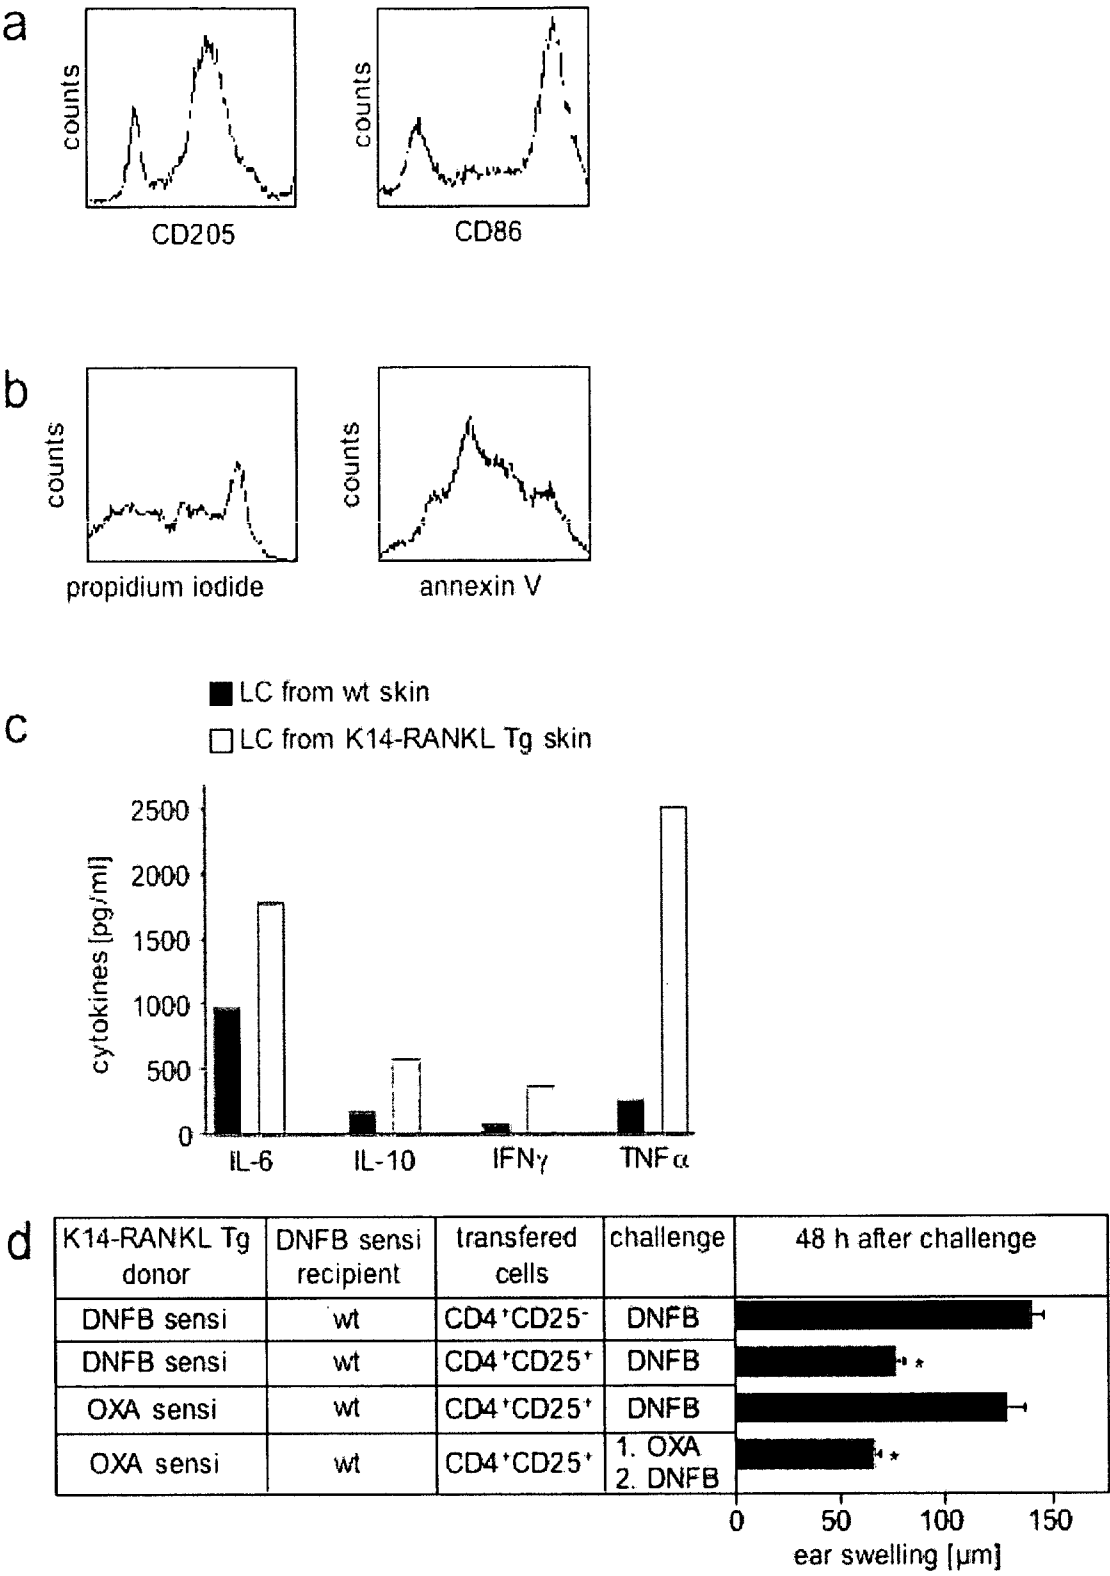 a
counts
CD205
counts
CD86
b
counts
propidium iodide
counts
annexin V
c
LC from wt skin
LC from K14-RANKL Tg skin
cytokines [pg/ml]
2500
2000
1500
1000
500
0
IL-6 IL-10 IFNγ TNFα
d
K14-RANKL Tg donor DNFB sensi recipient transfered cells challenge 48 h after challenge
DNFB sensi wt CD4⁺CD25⁻ DNFB
DNFB sensi wt CD4⁺CD25⁺ DNFB *
OXA sensi wt CD4⁺CD25⁺ DNFB
OXA sensi wt CD4⁺CD25⁺ 1. OXA 2. DNFB *
0 50 100 150
ear swelling [µm]